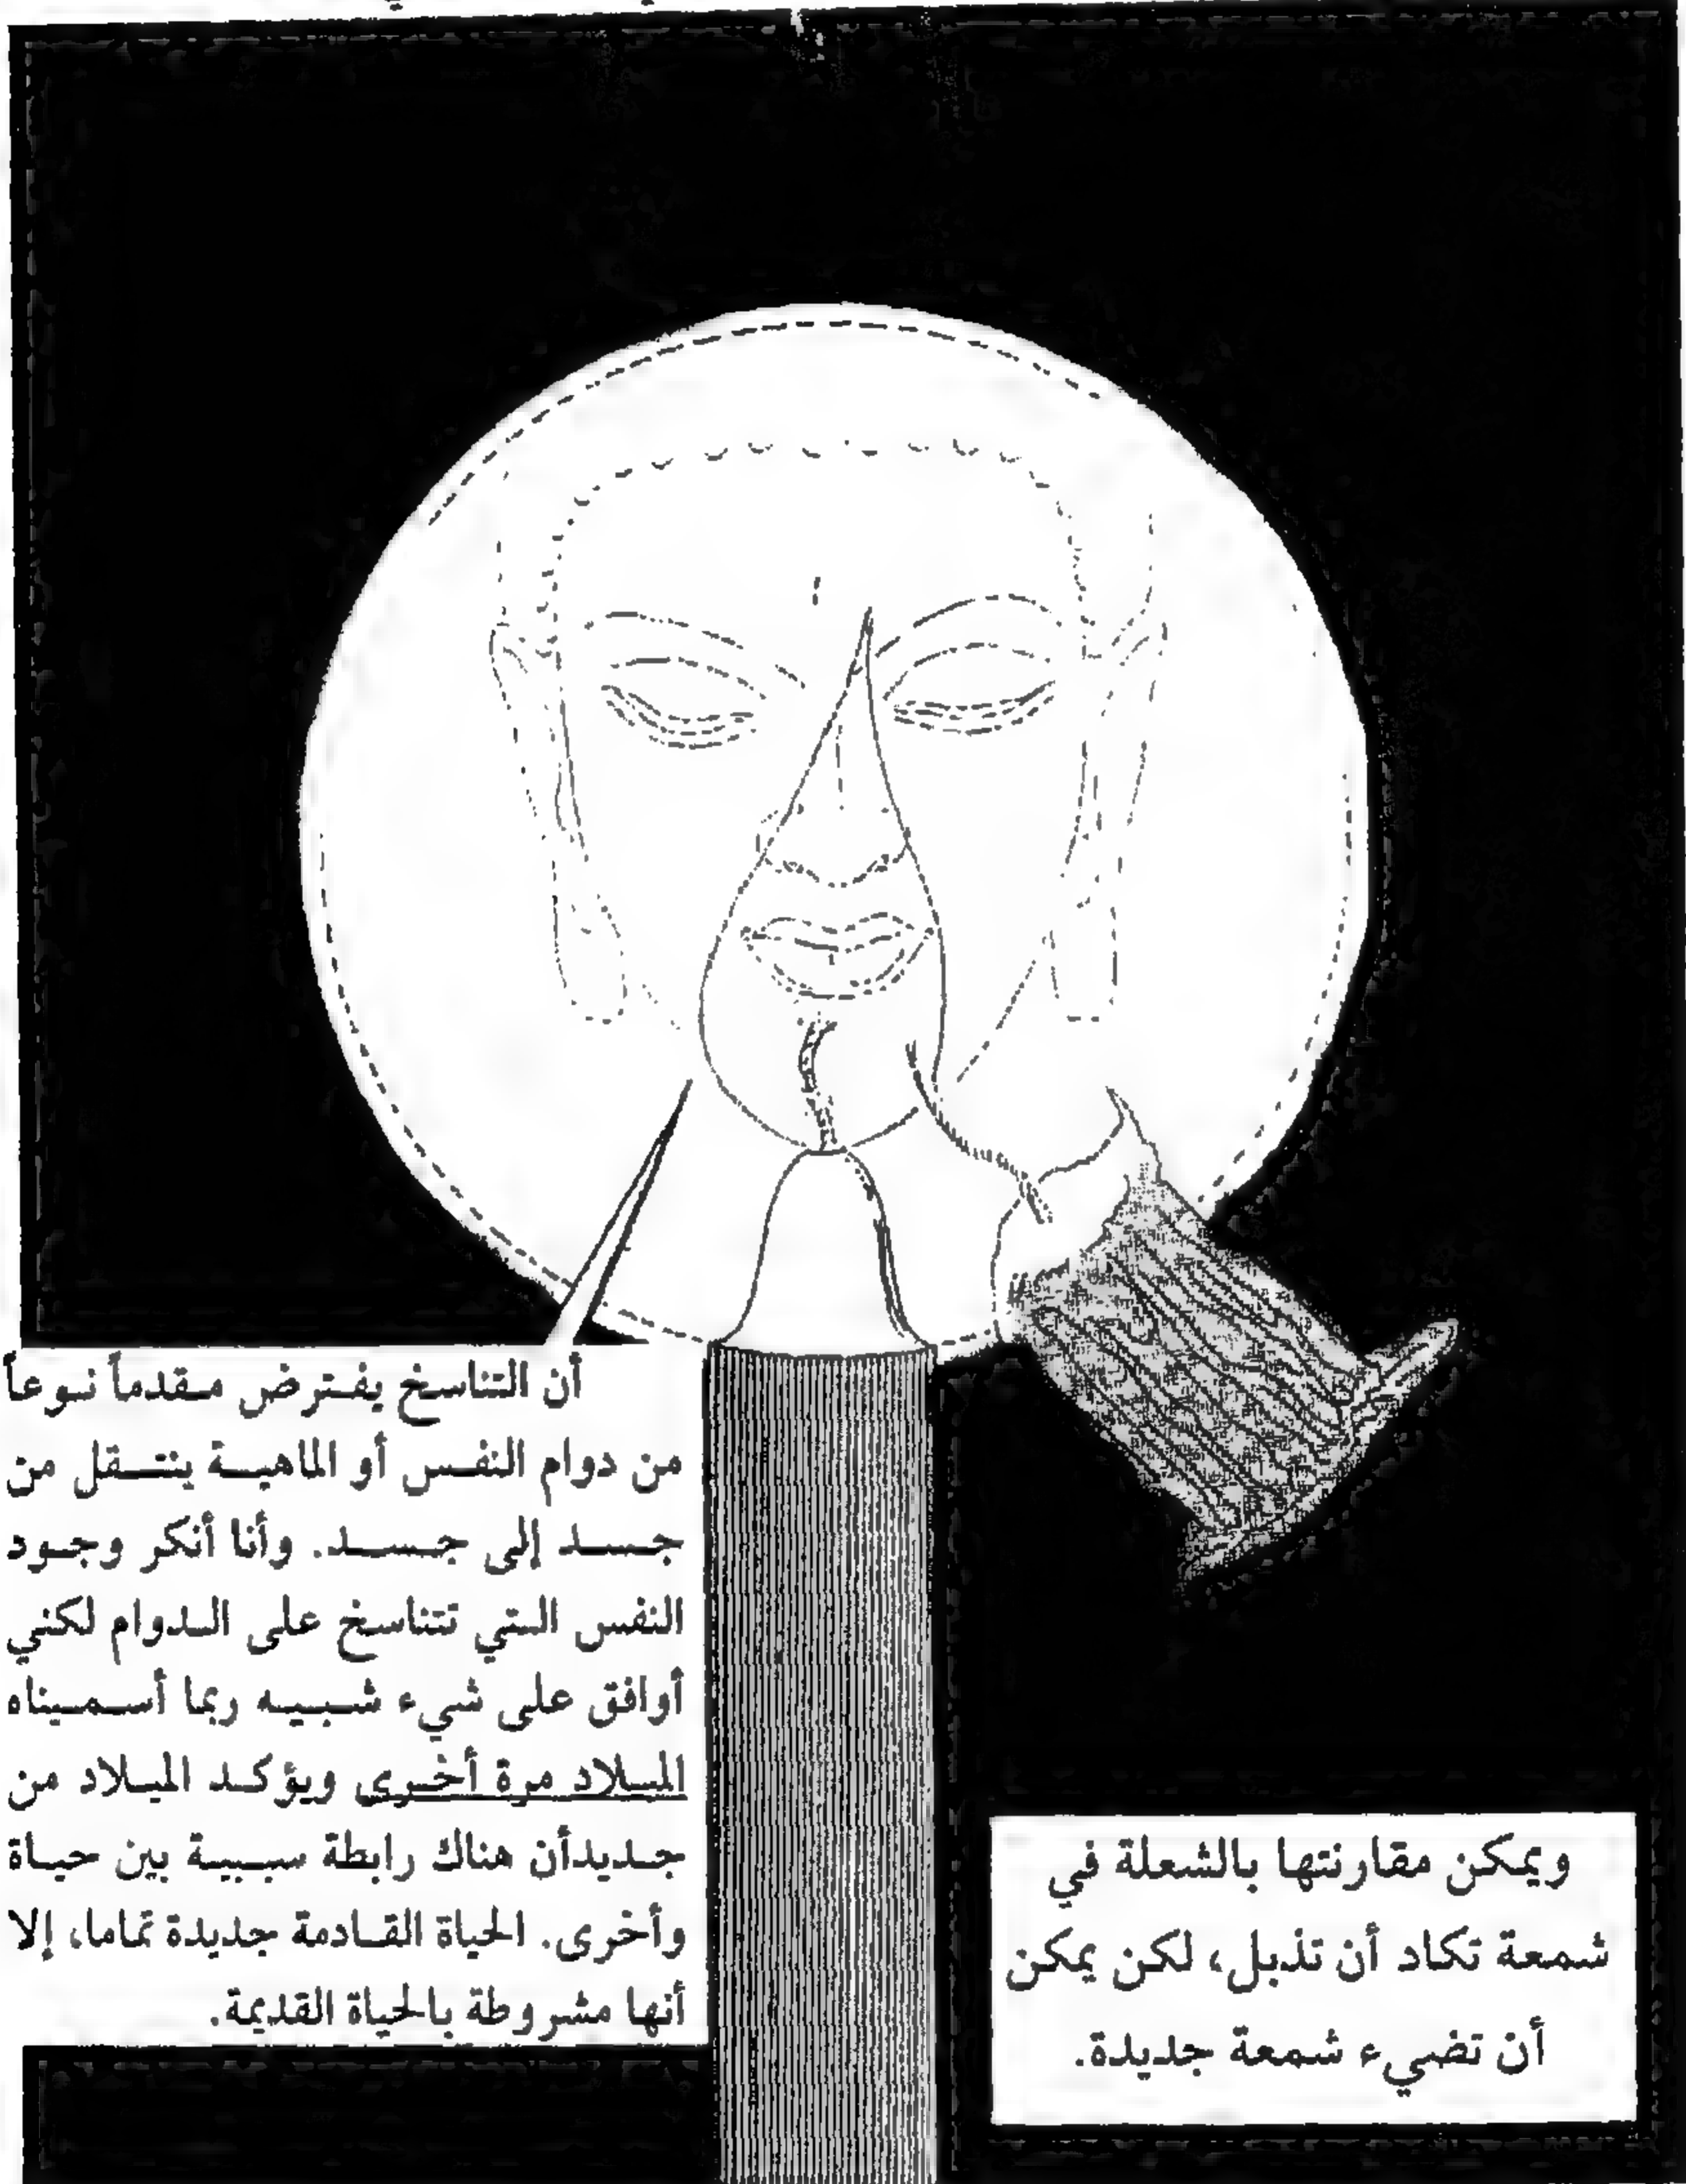 أن التناسخ يفترض مقدماً نوعاً
من دوام النفس أو الماهية ينتقل من
جسد إلى جسد. وأنا أنكر وجود
النفس التي تتناسخ على الدوام لكني
أوافق على شيء شبيه ربما أسميناه
الميلاد مرة أخرى ويؤكد الميلاد من
جديدأن هناك رابطة سببية بين حياة
وأخرى. الحياة القادمة جديدة تماما، إلا
أنها مشروطة بالحياة القديمة.
ويمكن مقارنتها بالشعلة في
شمعة تكاد أن تذبل، لكن يمكن
أن تضيء شمعة جديدة.